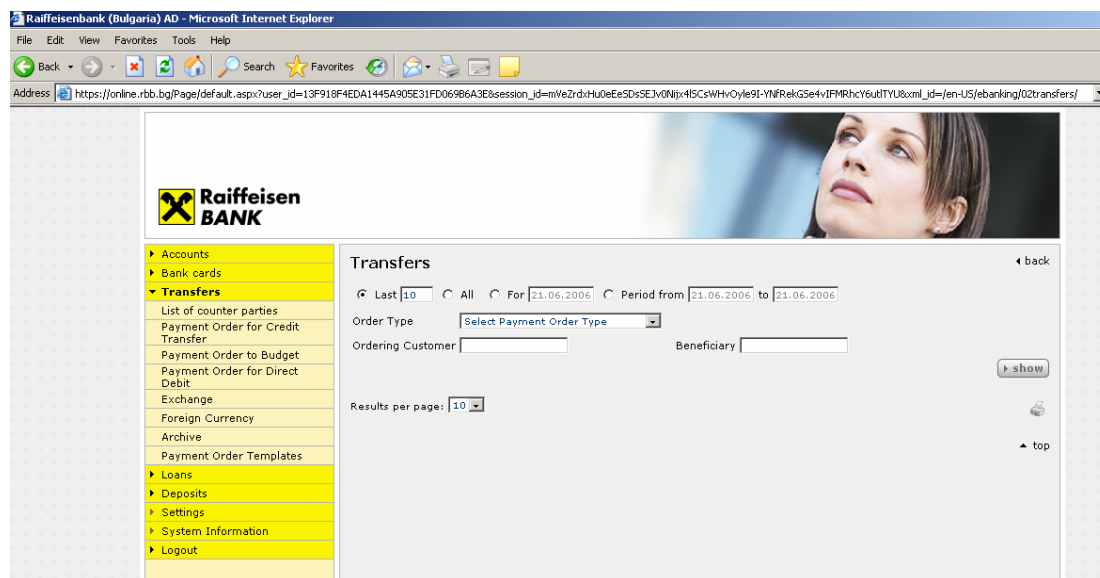 Raiffeisenbank (Bulgaria) AD - Microsoft Internet Explorer
File Edit View Favorites Tools Help
Back Search Favorites
Address https://online.rbb.bg/Page/default.aspx?user_id=13F918F4EDA1445A905E31FD069B6A3E&session_id=mVeZrdxHu0EeSDsSEJv0Nijx4lSCsWHvOyle9I-YNfRekGSe4vIFMRhcY6utlTYU&xml_id=/en-US/ebanking/02transfers/
Raiffeisen
BANK
Accounts
Bank cards
Transfers
List of counter parties
Payment Order for Credit
Transfer
Payment Order to Budget
Payment Order for Direct
Debit
Exchange
Foreign Currency
Archive
Payment Order Templates
Loans
Deposits
Settings
System Information
Logout
Transfers
back
Last 10 All For 21.06.2006 Period from 21.06.2006 to 21.06.2006
Order Type Select Payment Order Type
Ordering Customer Beneficiary
show
Results per page: 10
top